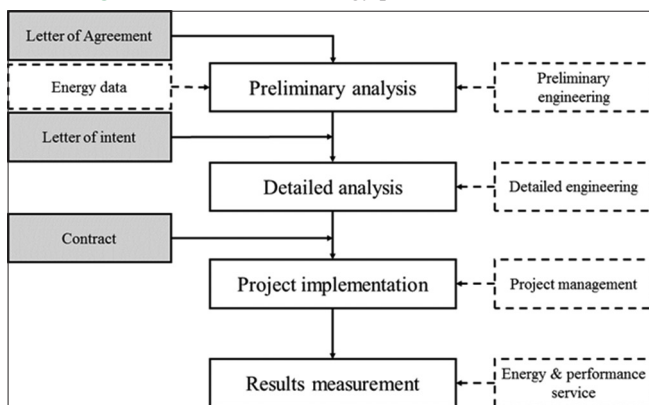 Letter of Agreement
Energy data
Preliminary analysis
Preliminary
engineering
Letter of intent
Detailed analysis
Detailed engineering
Contract
Project implementation
Project management
Results measurement
Energy & performance
service